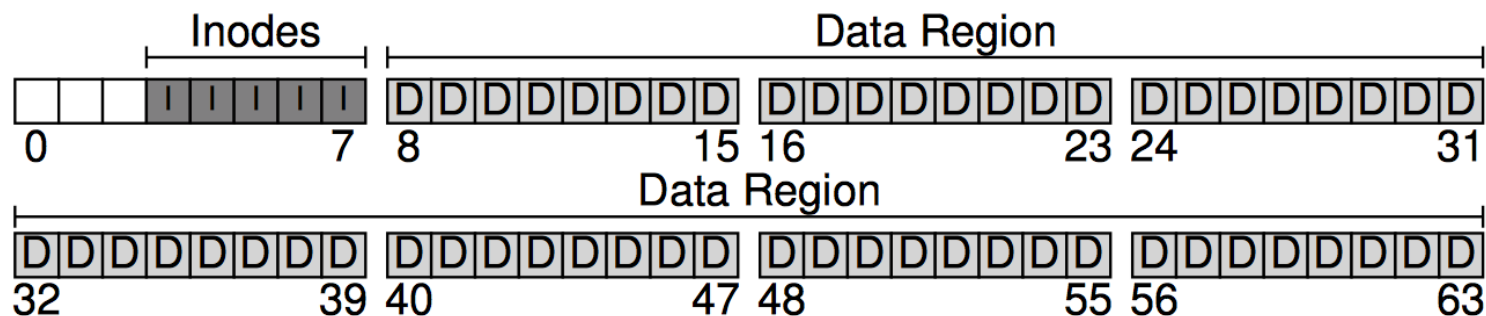 Inodes Data Region
I I I I I D D D D D D D D D D D D D D D D D D D D D D D D
0 7 8 15 16 23 24 31
Data Region
D D D D D D D D D D D D D D D D D D D D D D D D D D D D D D D D
32 39 40 47 48 55 56 63